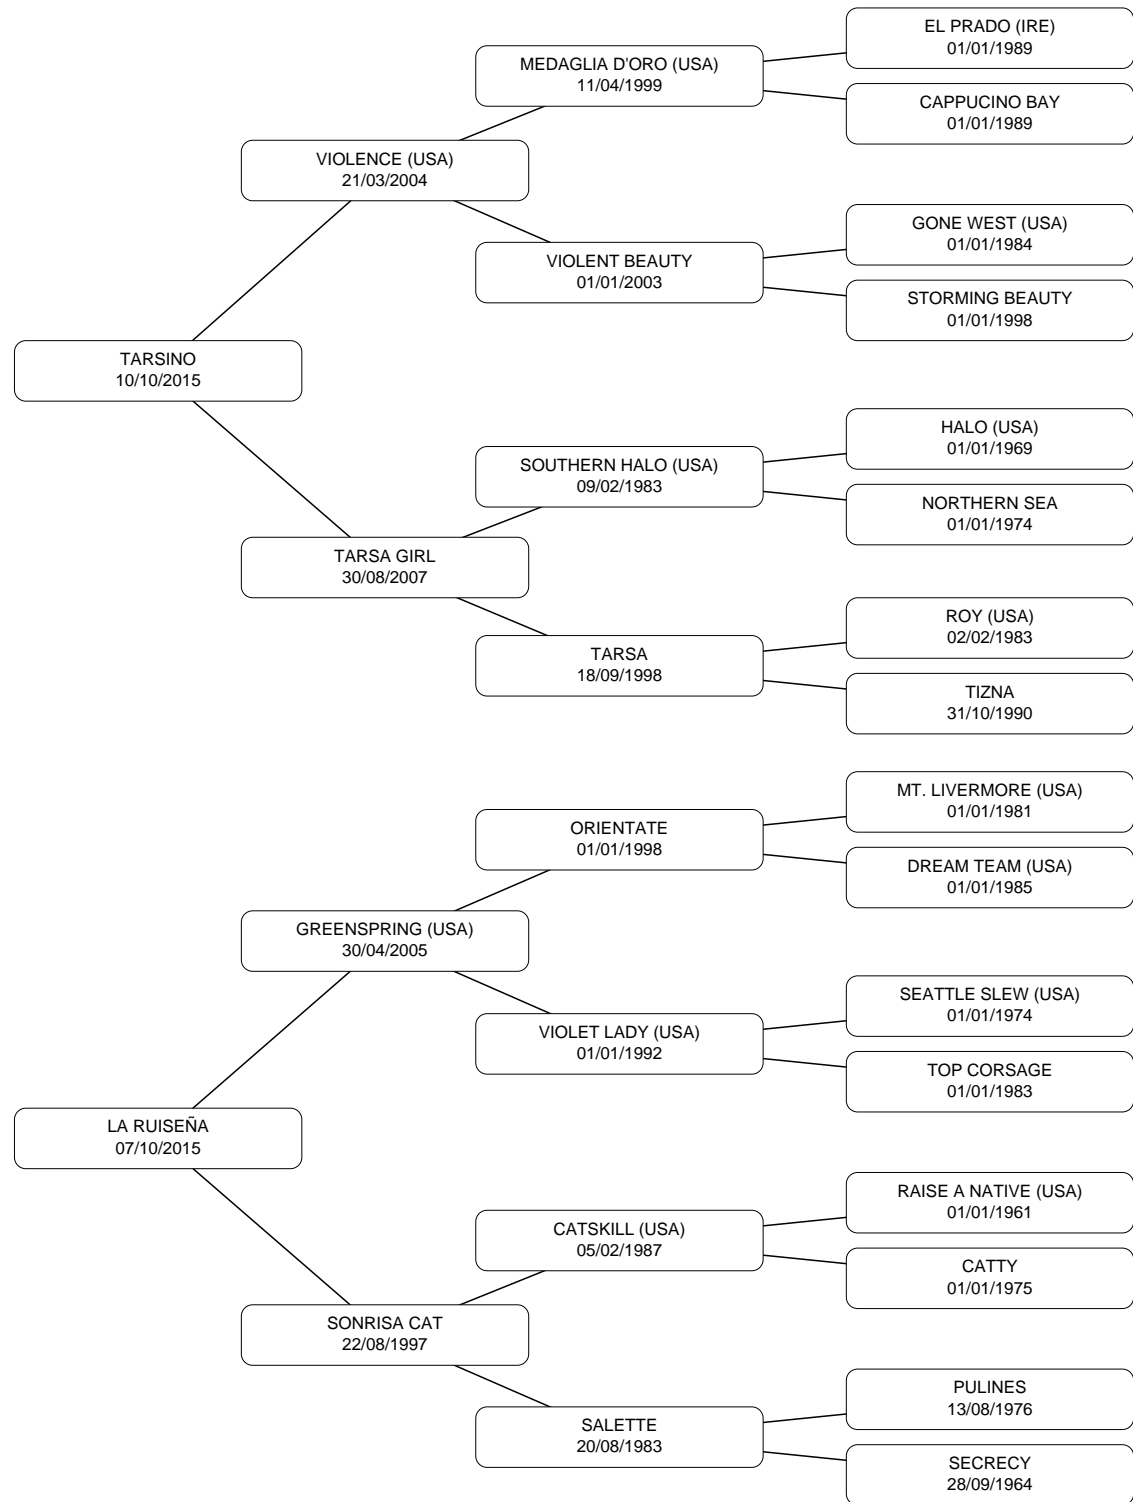 EL PRADO (IRE)
01/01/1989
MEDAGLIA D'ORO (USA)
11/04/1999
CAPPUCINO BAY
01/01/1989
VIOLENCE (USA)
21/03/2004
GONE WEST (USA)
01/01/1984
VIOLENT BEAUTY
01/01/2003
STORMING BEAUTY
01/01/1998
TARSINO
10/10/2015
HALO (USA)
01/01/1969
SOUTHERN HALO (USA)
09/02/1983
NORTHERN SEA
01/01/1974
TARSA GIRL
30/08/2007
ROY (USA)
02/02/1983
TARSA
18/09/1998
TIZNA
31/10/1990
MT. LIVERMORE (USA)
01/01/1981
ORIENTATE
01/01/1998
DREAM TEAM (USA)
01/01/1985
GREENSPRING (USA)
30/04/2005
SEATTLE SLEW (USA)
01/01/1974
VIOLET LADY (USA)
01/01/1992
TOP CORSAGE
01/01/1983
LA RUISEÑA
07/10/2015
RAISE A NATIVE (USA)
01/01/1961
CATSKILL (USA)
05/02/1987
CATTY
01/01/1975
SONRISA CAT
22/08/1997
PULINES
13/08/1976
SALETTE
20/08/1983
SECRECY
28/09/1964